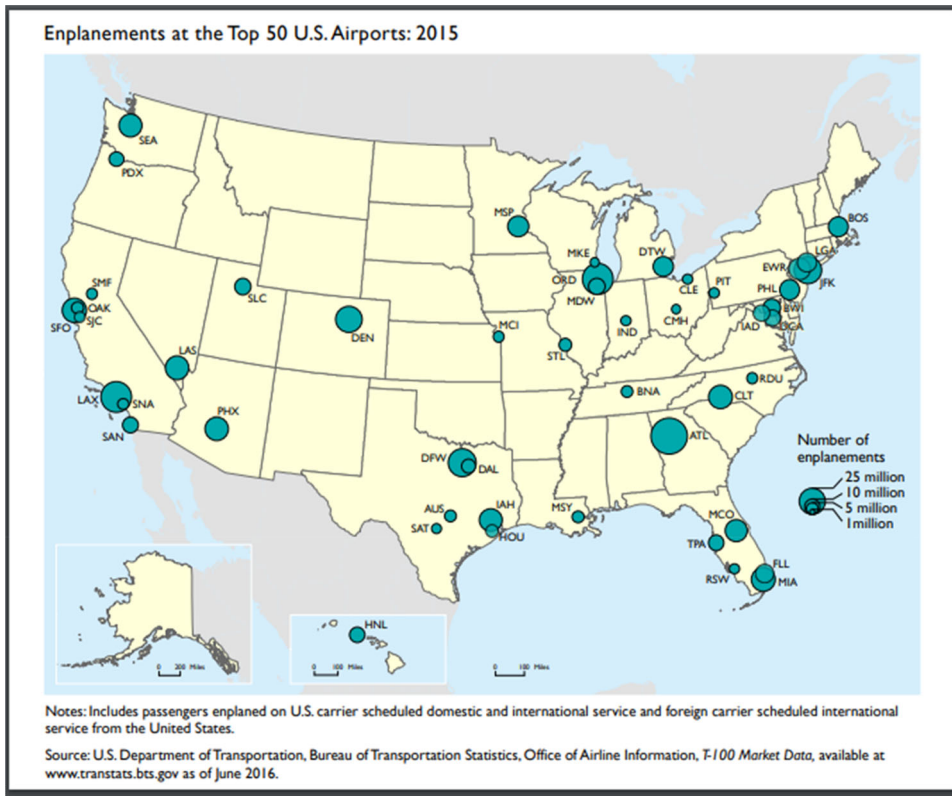 Enplanements at the Top 50 U.S. Airports: 2015
SEA
PDX
MSP
BOS
MKE
DTW
LGA
EWR
JFK
ORD
MDW
CLE
PIT
PHL
SMF
SLC
OAK
SJC
SFO
DEN
MCI
STL
IND
CMH
BWI
IAD
DCA
LAS
LAX
SNA
SAN
PHX
BNA
RDU
CLT
ATL
DFW
DAL
AUS
SAT
IAH
HOU
MSY
MCO
TPA
RSW
FLL
MIA
HNL
Number of
enplanements
25 million
10 million
5 million
1 million
0 200 Miles
0 100 Miles
0 100 Miles
Notes: Includes passengers enplaned on U.S. carrier scheduled domestic and international service and foreign carrier scheduled international
service from the United States.
Source: U.S. Department of Transportation, Bureau of Transportation Statistics, Office of Airline Information, T-100 Market Data, available at
www.transtats.bts.gov as of June 2016.